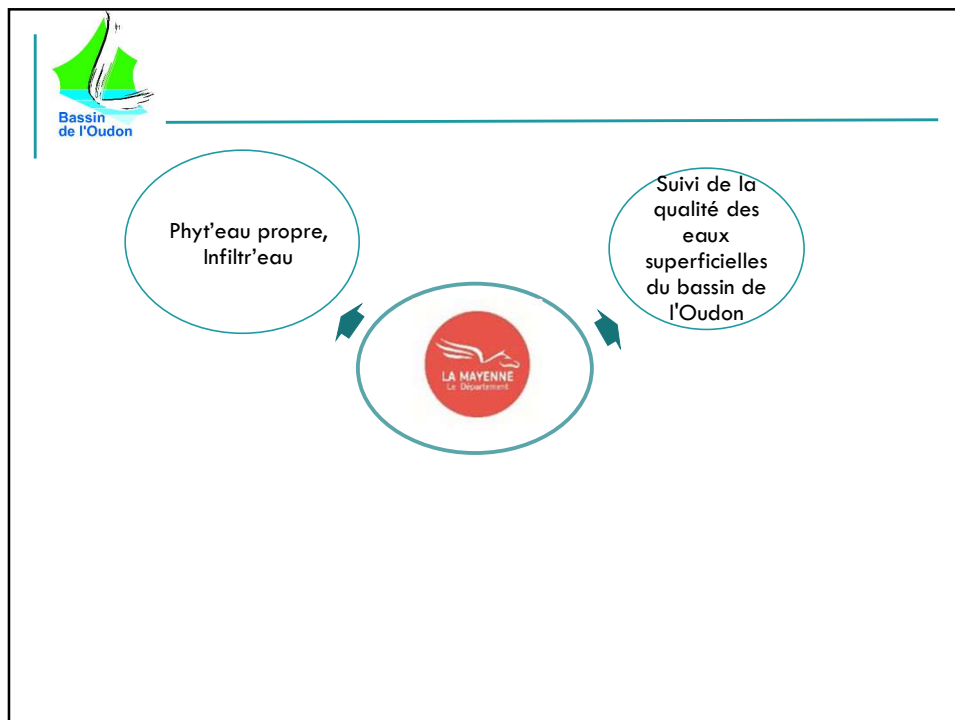 Bassin
de l'Oudon
Phyt'eau propre,
Infiltr'eau
Suivi de la
qualité des
eaux
superficielles
du bassin de
l'Oudon
LA MAYENNE
Le Département